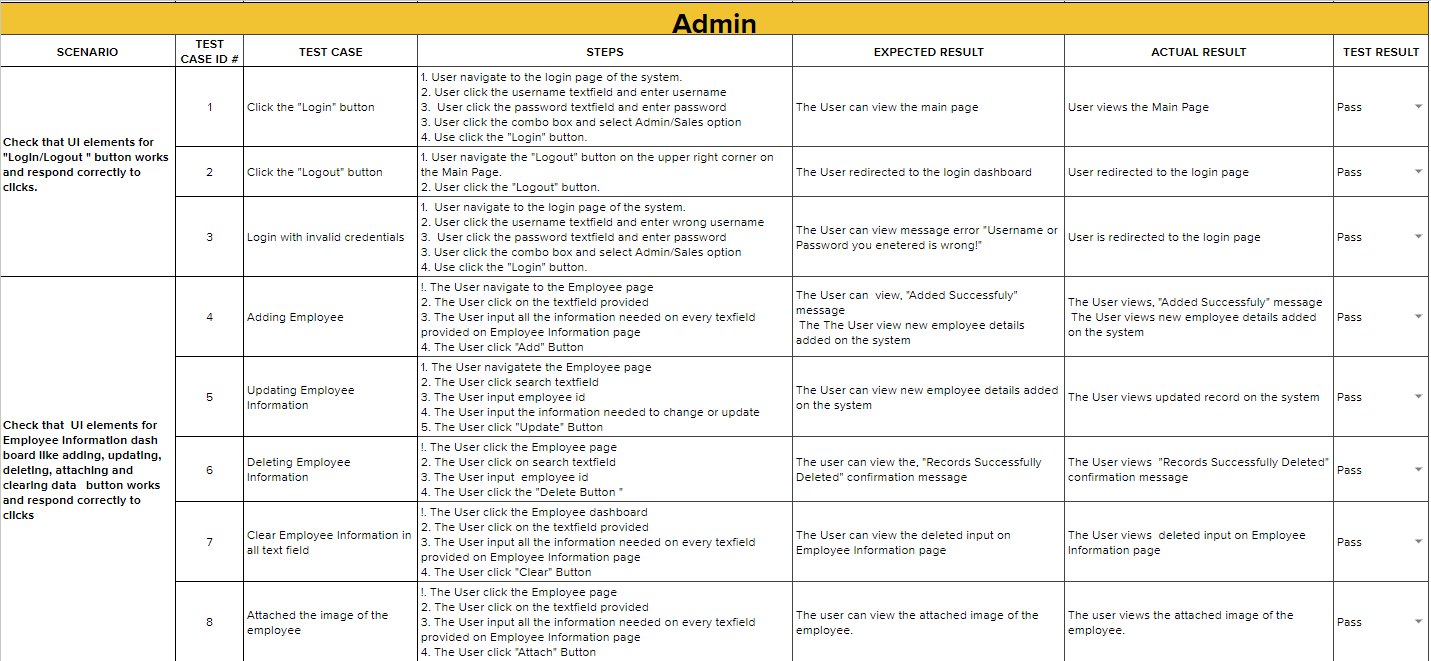 Admin
SCENARIO
TEST
CASE ID #
TEST CASE
STEPS
EXPECTED RESULT
ACTUAL RESULT
TEST RESULT
Check that UI elements for
"Login/Logout " button works
and respond correctly to
clicks.
1
Click the "Login" button
1. User navigate to the login page of the system.
2. User click the username textfield and enter username
3.  User click the password textfield and enter password
3. User click the combo box and select Admin/Sales option
4. Use click the "Login" button.
The User can view the main page
User views the Main Page
Pass
2
Click the "Logout" button
1. User navigate the "Logout" button on the upper right corner on
the Main Page.
2. User click the "Logout" button.
The User redirected to the login dashboard
User redirected to the login page
Pass
3
Login with invalid credentials
1.  User navigate to the login page of the system.
2. User click the username textfield and enter wrong username
3.  User click the password textfield and enter password
3. User click the combo box and select Admin/Sales option
4. Use click the "Login" button.
The User can view message error "Username or
Password you enetered is wrong!"
User is redirected to the login page
Pass
Check that  UI elements for
Employee Information dash
board like adding, updating,
deleting, attaching and
clearing data   button works
and respond correctly to
clicks
4
Adding Employee
!. The User navigate to the Employee page
2. The User click on the textfield provided
3. The User input all the information needed on every texfield
provided on Employee Information page
4. The User click "Add" Button
The User can  view, "Added Successfuly"
message
The The User view new employee details
added on the system
The User views, "Added Successfuly" message
The User views new employee details added
on the system
Pass
5
Updating Employee
Information
1. The User navigatete the Employee page
2. The User click search textfield
3. The User input employee id
4. The User input the information needed to change or update
5. The User click "Update" Button
The User can view new employee details added
on the system
The User views updated record on the system
Pass
6
Deleting Employee
Information
!. The User click the Employee page
2. The User click on search textfield
3. The User input  employee id
4. The User click the "Delete Button "
The user can view the, "Records Successfully
Deleted" confirmation message
The User views  "Records Successfully Deleted"
confirmation message
Pass
7
Clear Employee Information in
all text field
!. The User click the Employee dashboard
2. The User click on the textfield provided
3. The User input all the information needed on every texfield
provided on Employee Information page
4. The User click "Clear" Button
The User can view the deleted input on
Employee Information page
The User views  deleted input on Employee
Information page
Pass
8
Attached the image of the
employee
!. The User click the Employee page
2. The User click on the textfield provided
3. The User input all the information needed on every texfield
provided on Employee Information page
4. The User click "Attach" Button
The user can view the attached image of the
employee.
The user views the attached image of the
employee.
Pass